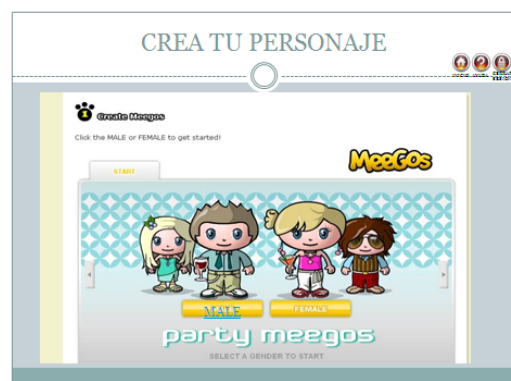 CREA TU PERSONAJE
1 Create Meegos
Click the MALE or FEMALE to get started!
MeeGos
START
MALE
FEMALE
party meegos
SELECT A GENDER TO START